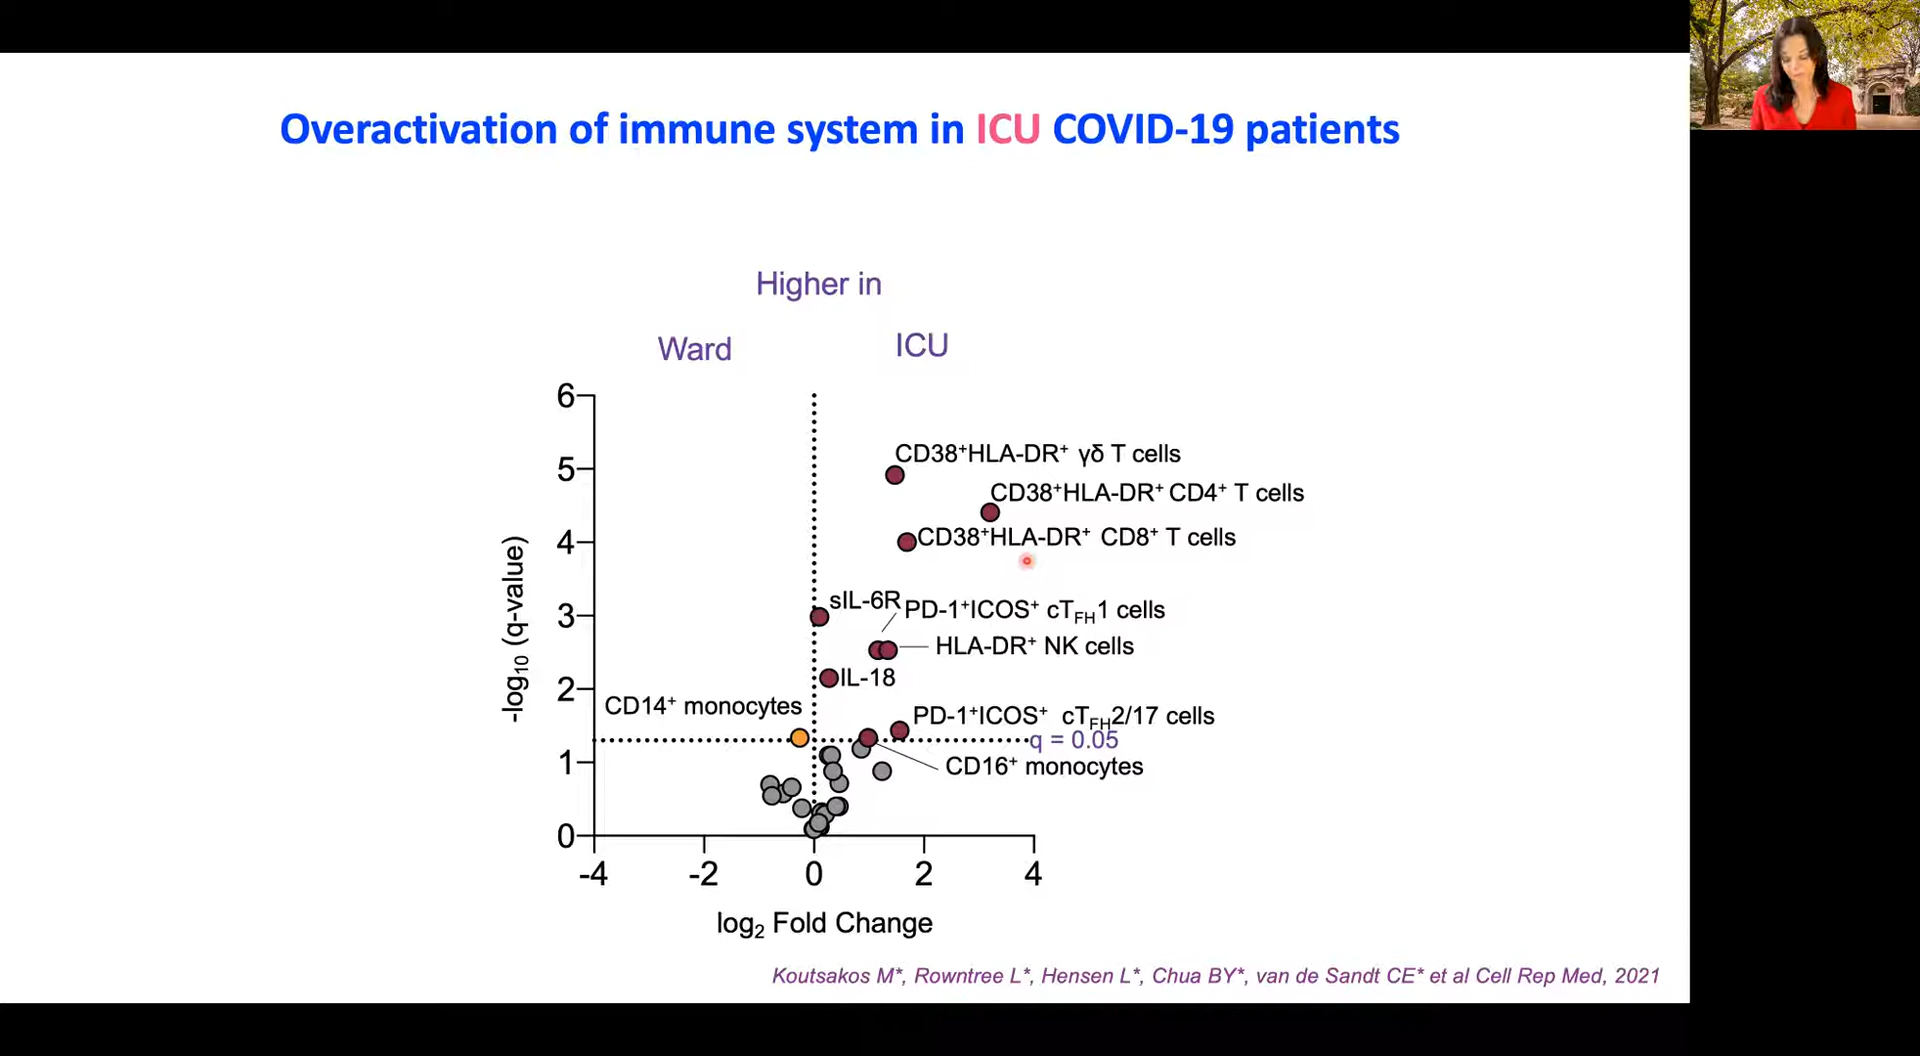 Overactivation of immune system in ICU COVID-19 patients
Higher in
Ward
ICU
6
5
4
3
2
1
0
-log₁₀ (q-value)
CD38⁺HLA-DR⁺ γδ T cells
CD38⁺HLA-DR⁺ CD4⁺ T cells
CD38⁺HLA-DR⁺ CD8⁺ T cells
sIL-6R
PD-1⁺ICOS⁺ cT_FH1 cells
HLA-DR⁺ NK cells
IL-18
CD14⁺ monocytes
PD-1⁺ICOS⁺ cT_FH2/17 cells
q = 0.05
CD16⁺ monocytes
-4 -2 0 2 4
log₂ Fold Change
Koutsakos M*, Rowntree L*, Hensen L*, Chua BY*, van de Sandt CE* et al Cell Rep Med, 2021